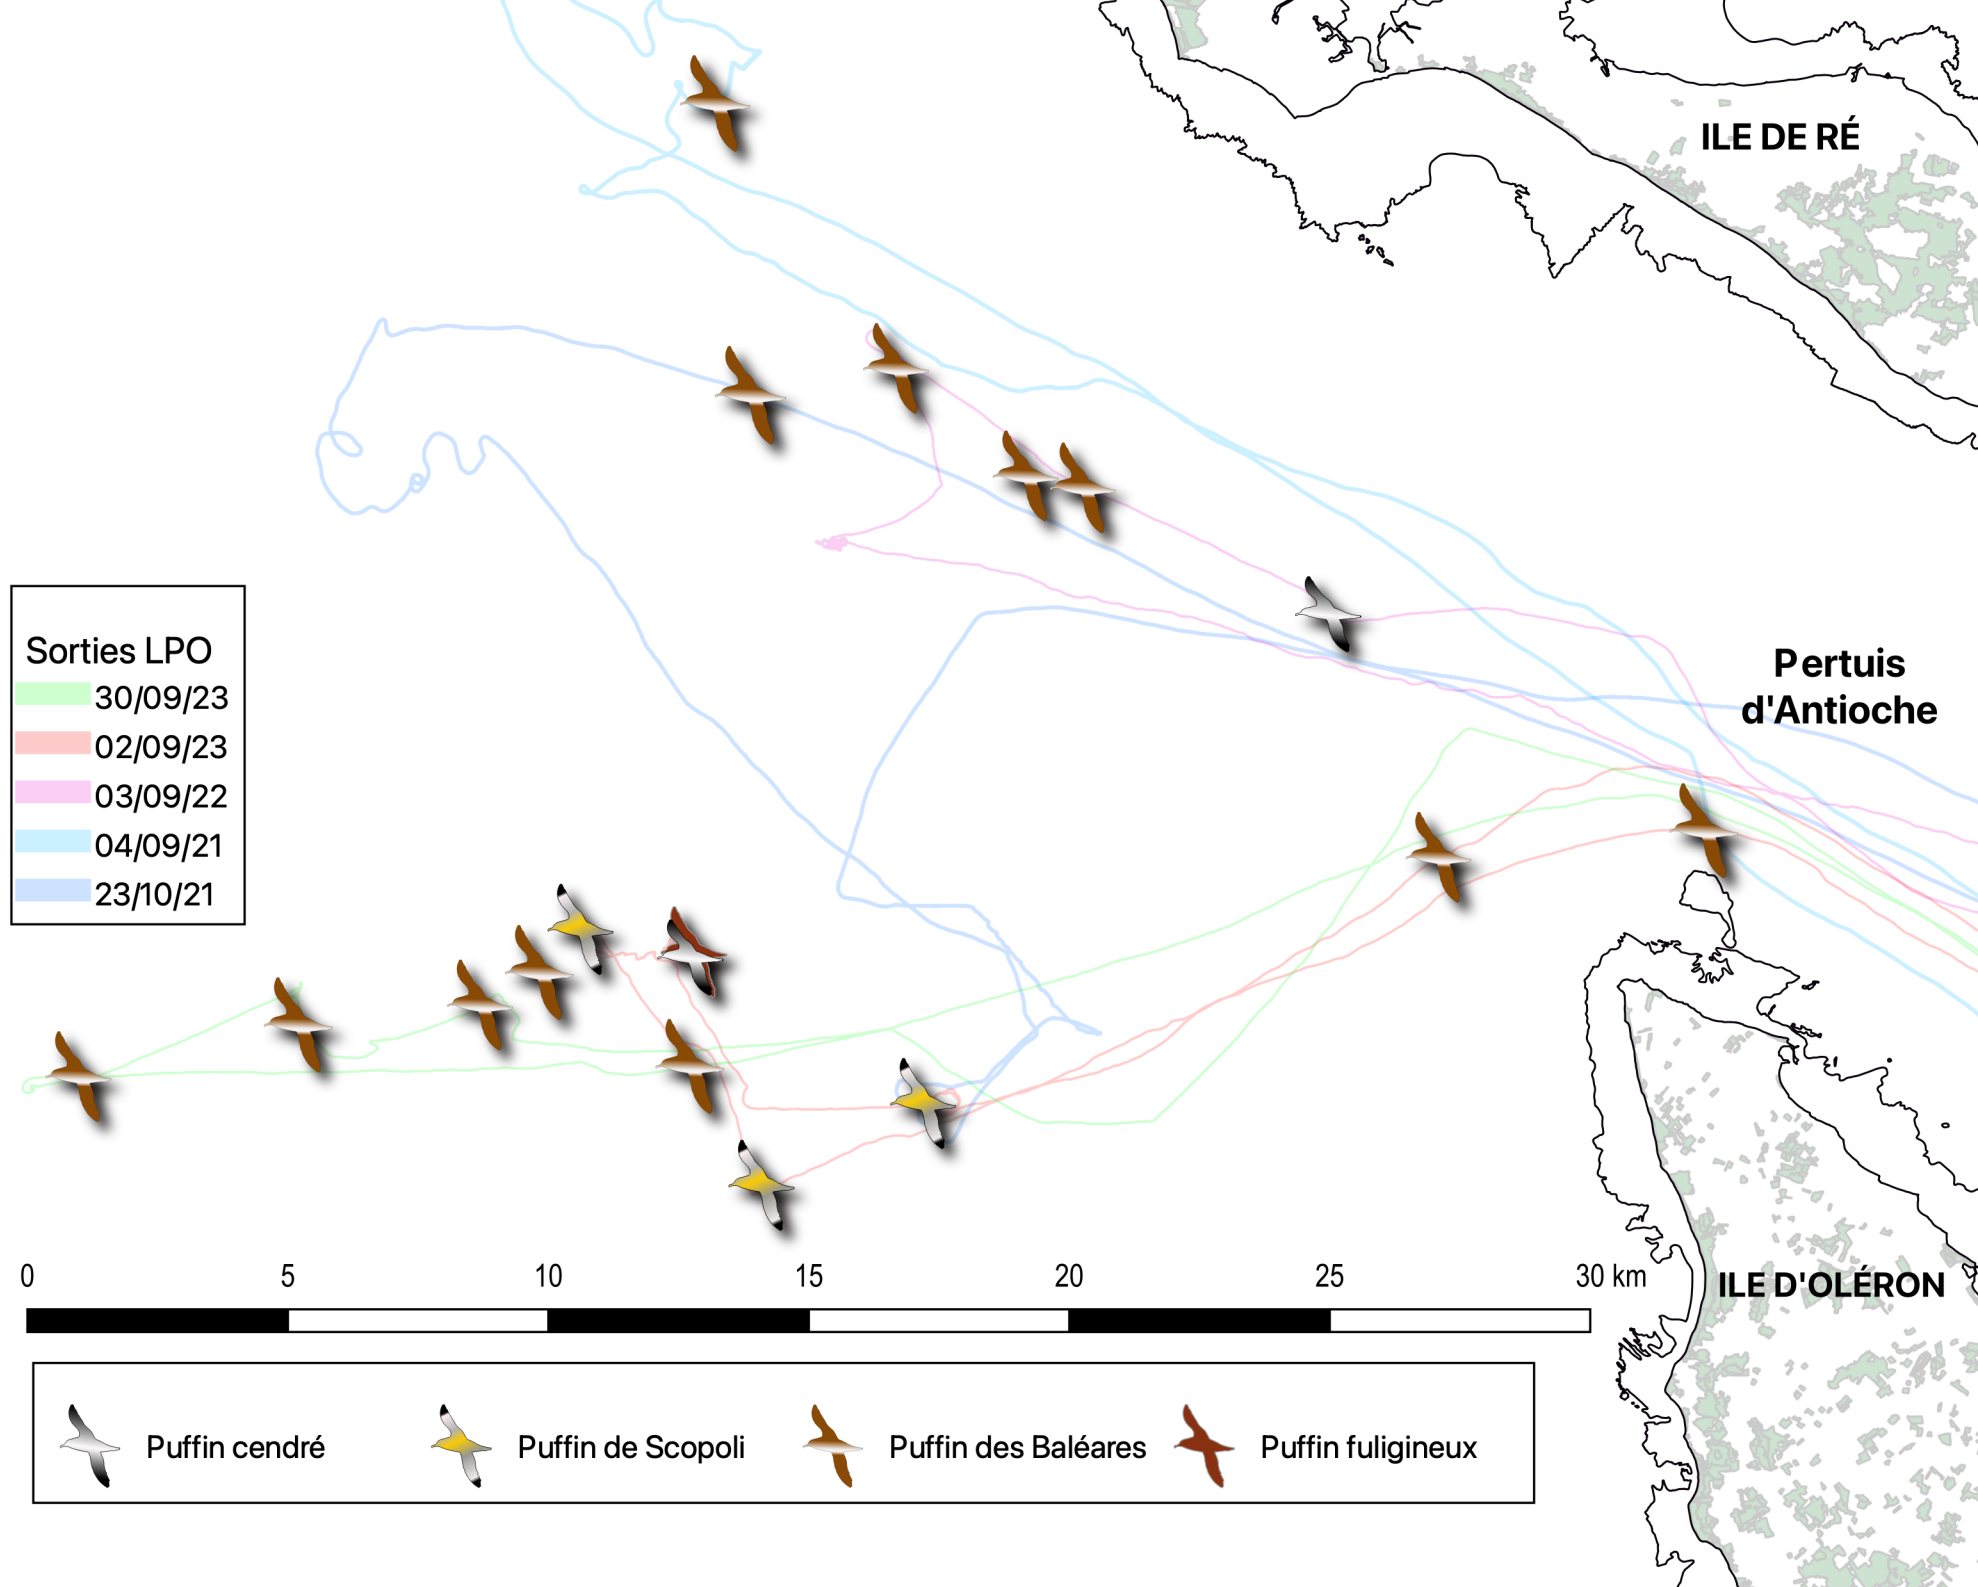 ILE DE RÉ
Pertuis
d'Antioche
Sorties LPO
30/09/23
02/09/23
03/09/22
04/09/21
23/10/21
0 5 10 15 20 25 30 km
ILE D'OLÉRON
Puffin cendré Puffin de Scopoli Puffin des Baléares Puffin fuligineux